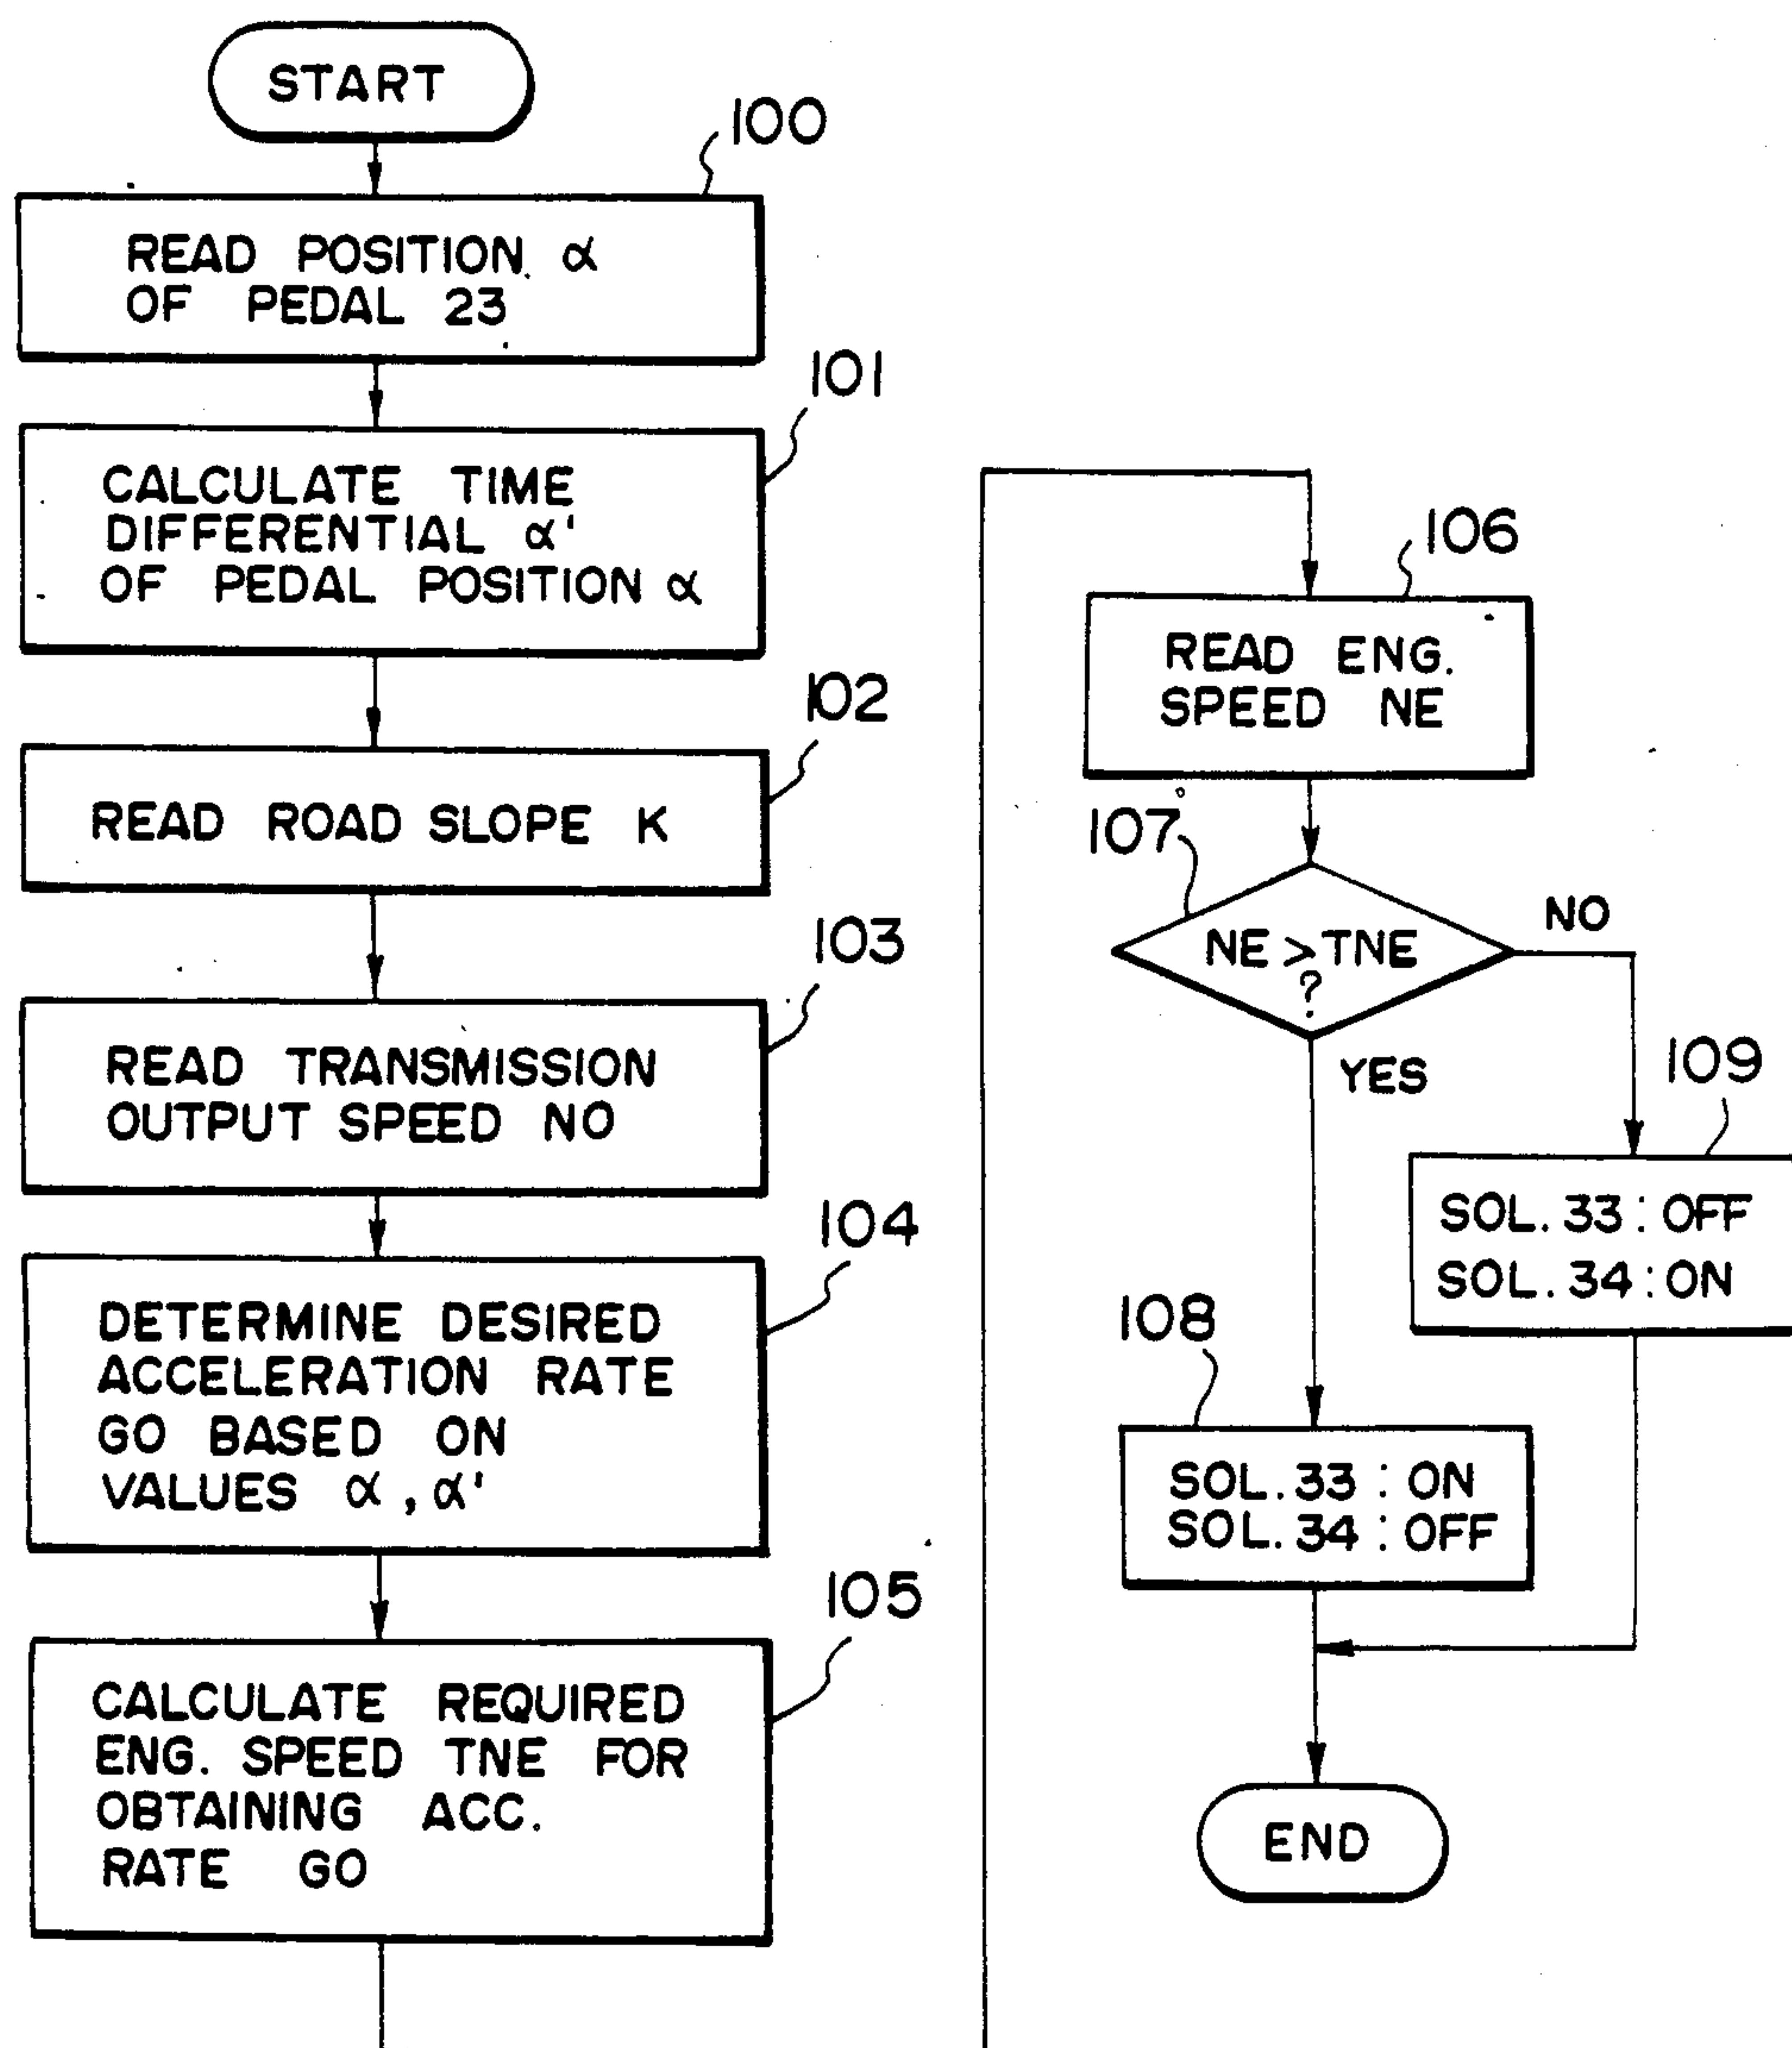 START
100
READ POSITION α
OF PEDAL 23
101
CALCULATE TIME
DIFFERENTIAL α'
OF PEDAL POSITION α
102
READ ROAD SLOPE K
103
READ TRANSMISSION
OUTPUT SPEED NO
104
DETERMINE DESIRED
ACCELERATION RATE
GO BASED ON
VALUES α, α'
105
CALCULATE REQUIRED
ENG. SPEED TNE FOR
OBTAINING ACC.
RATE GO
106
READ ENG.
SPEED NE
107
NE > TNE
?
NO
YES
109
SOL. 33 : OFF
SOL. 34 : ON
108
SOL. 33 : ON
SOL. 34 : OFF
END